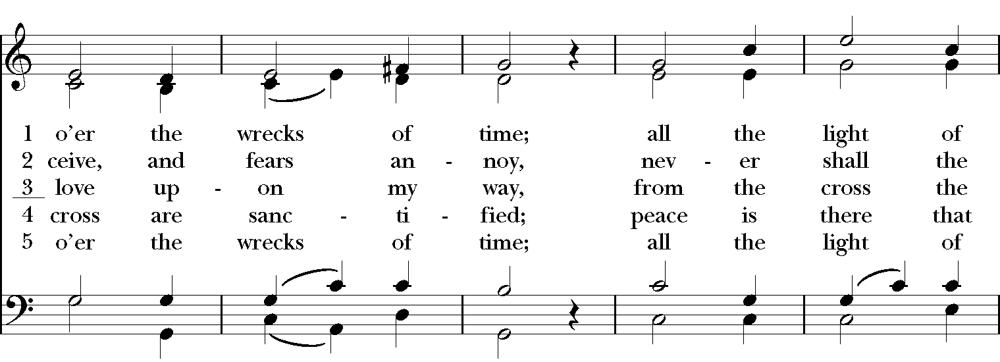 1 o’er the wrecks of time; all the light of
2 ceive, and fears an - noy, nev - er shall the
3 love up - on my way, from the cross the
4 cross are sanc - ti - fied; peace is there that
5 o’er the wrecks of time; all the light of